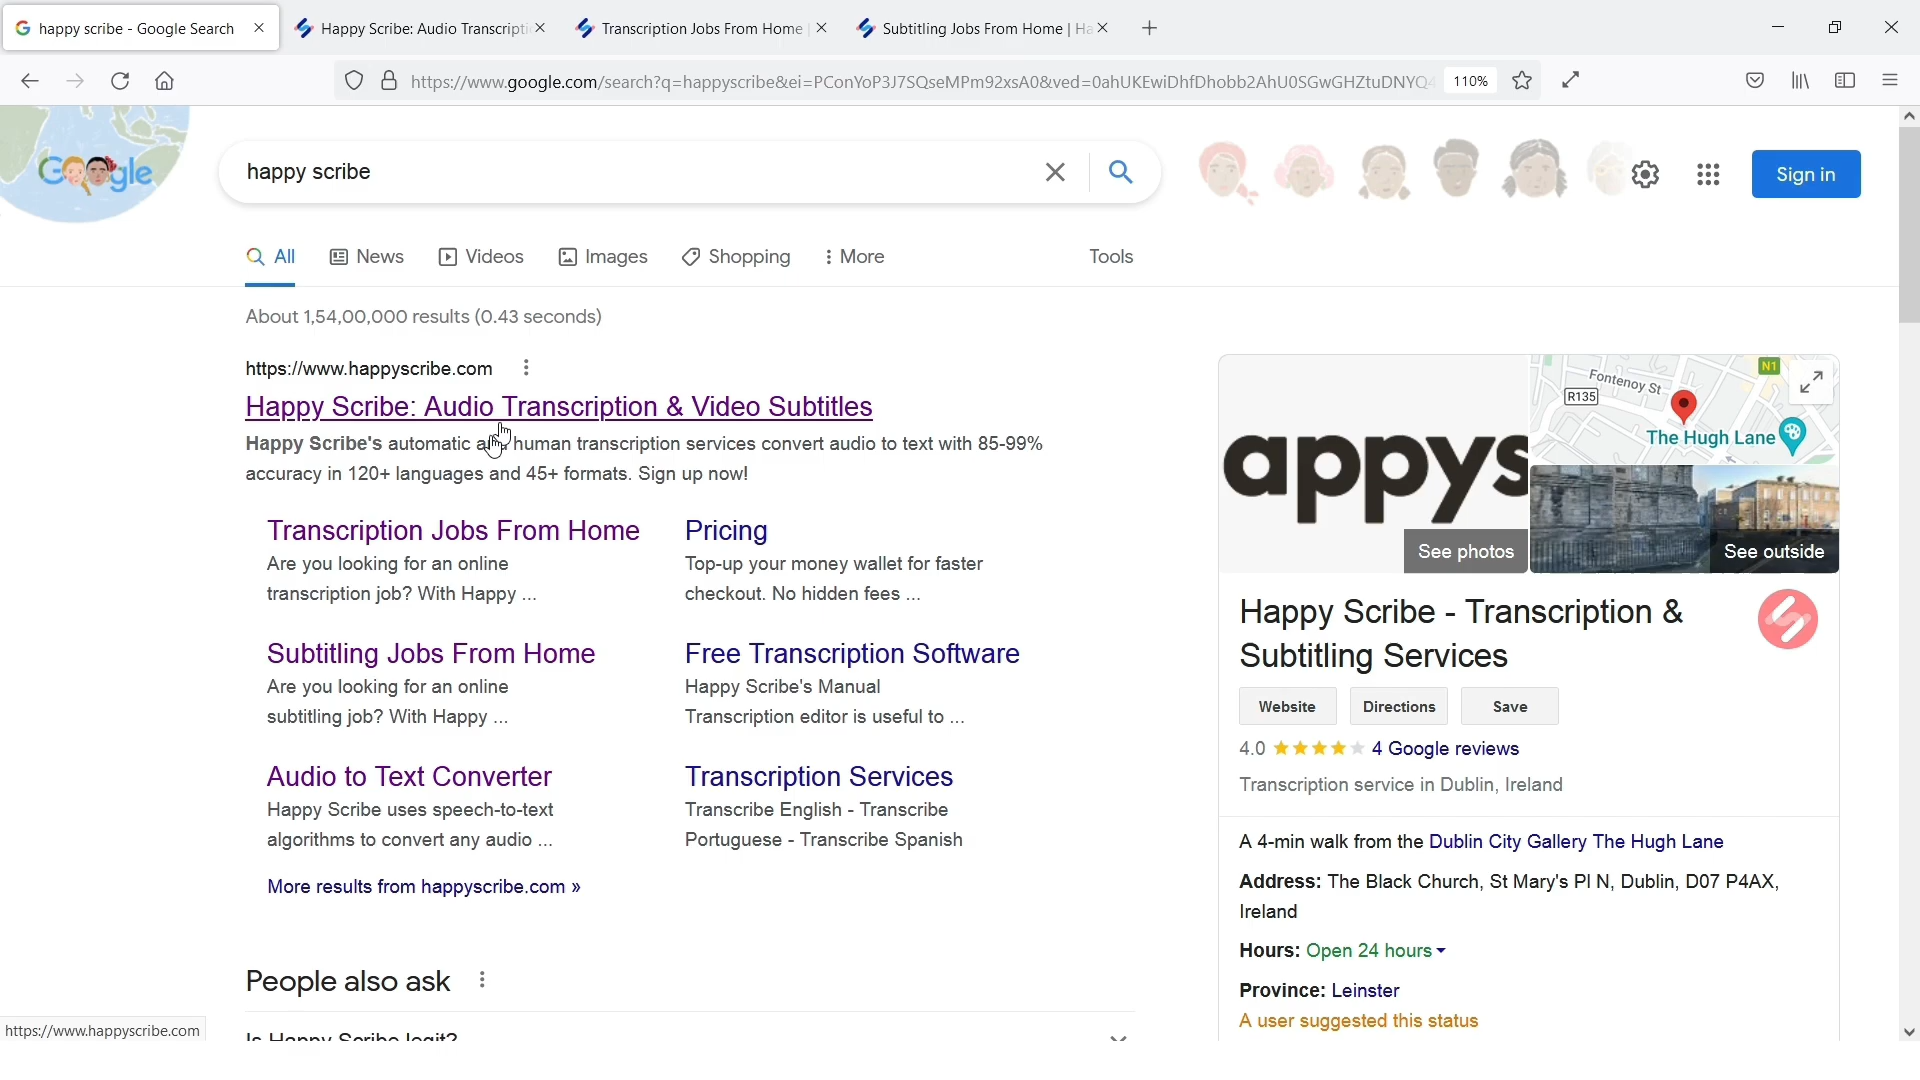 happy scribe - Google Search
Happy Scribe: Audio Transcripti
Transcription Jobs From Home |
Subtitling Jobs From Home | Ha
https://www.google.com/search?q=happyscribe&ei=PConYoP3J7SQseMPm92xsA0&ved=0ahUKEwiDhfDhobb2AhU0SGwGHZtuDNYQ4
110%
Google
happy scribe
Sign in
All
News
Videos
Images
Shopping
More
Tools
About 1,54,00,000 results (0.43 seconds)
https://www.happyscribe.com
Happy Scribe: Audio Transcription & Video Subtitles
Happy Scribe's automatic and human transcription services convert audio to text with 85-99%
accuracy in 120+ languages and 45+ formats. Sign up now!
Transcription Jobs From Home
Are you looking for an online
transcription job? With Happy ...
Pricing
Top-up your money wallet for faster
checkout. No hidden fees ...
Subtitling Jobs From Home
Are you looking for an online
subtitling job? With Happy ...
Free Transcription Software
Happy Scribe's Manual
Transcription editor is useful to ...
Audio to Text Converter
Happy Scribe uses speech-to-text
algorithms to convert any audio ...
Transcription Services
Transcribe English - Transcribe
Portuguese - Transcribe Spanish
More results from happyscribe.com »
People also ask
Is Happy Scribe legit?
https://www.happyscribe.com
appys
See photos
Fontenoy St
N1
R135
The Hugh Lane
See outside
Happy Scribe - Transcription &
Subtitling Services
Website
Directions
Save
4.0
4 Google reviews
Transcription service in Dublin, Ireland
A 4-min walk from the Dublin City Gallery The Hugh Lane
Address: The Black Church, St Mary's Pl N, Dublin, D07 P4AX,
Ireland
Hours: Open 24 hours
Province: Leinster
A user suggested this status